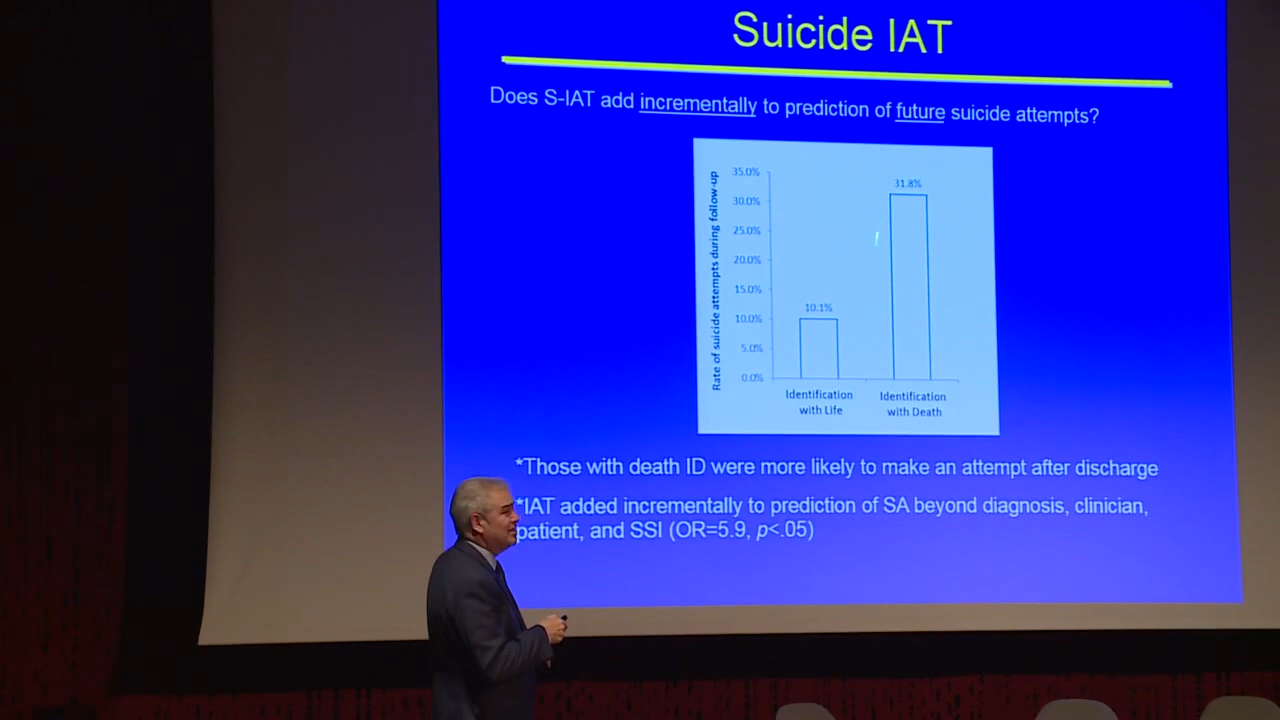 Suicide IAT
Does S-IAT add incrementally to prediction of future suicide attempts?
Rate of suicide attempts during follow-up
35.0%
30.0%
25.0%
20.0%
15.0%
10.0%
5.0%
0.0%
10.1%
31.8%
Identification
with Life
Identification
with Death
*Those with death ID were more likely to make an attempt after discharge
*IAT added incrementally to prediction of SA beyond diagnosis, clinician,
patient, and SSI (OR=5.9, p<.05)